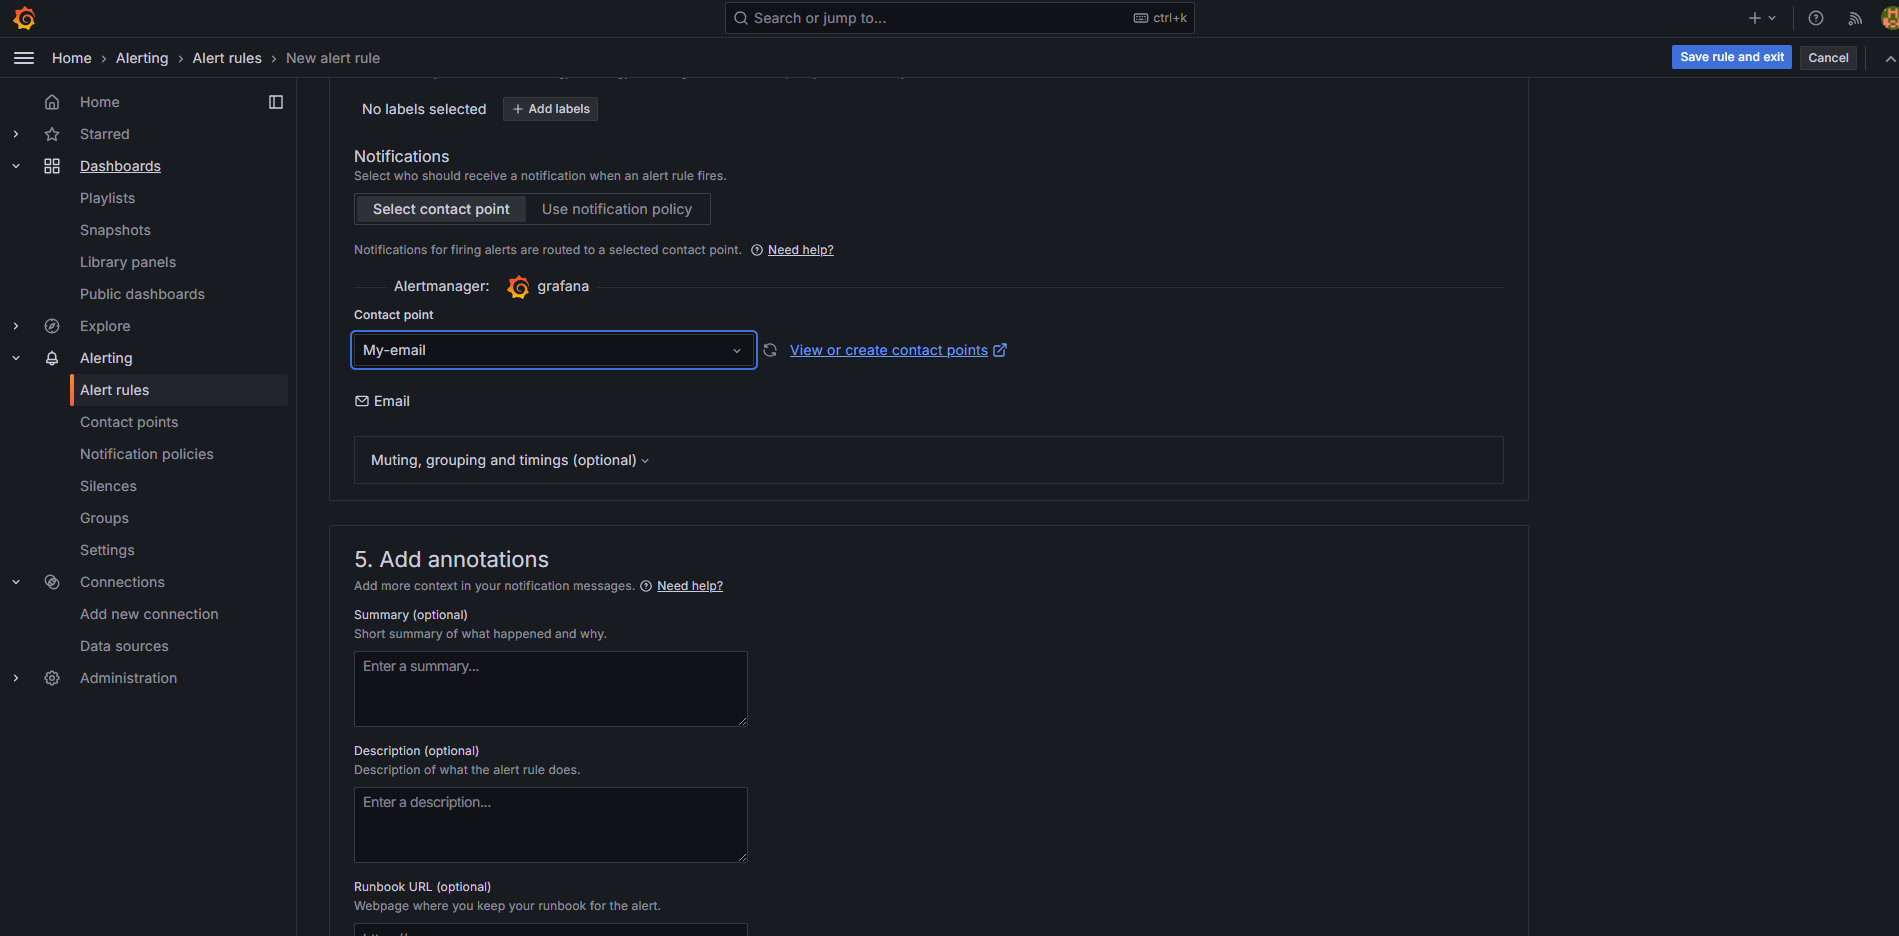 Search or jump to...
ctrl+k
Home
Alerting
Alert rules
New alert rule
Save rule and exit
Cancel
Home
Starred
Dashboards
Playlists
Snapshots
Library panels
Public dashboards
Explore
Alerting
Alert rules
Contact points
Notification policies
Silences
Groups
Settings
Connections
Add new connection
Data sources
Administration
No labels selected
Add labels
Notifications
Select who should receive a notification when an alert rule fires.
Select contact point
Use notification policy
Notifications for firing alerts are routed to a selected contact point.
Need help?
Alertmanager:
grafana
Contact point
My-email
View or create contact points
Email
Muting, grouping and timings (optional)
5. Add annotations
Add more context in your notification messages.
Need help?
Summary (optional)
Short summary of what happened and why.
Enter a summary...
Description (optional)
Description of what the alert rule does.
Enter a description...
Runbook URL (optional)
Webpage where you keep your runbook for the alert.